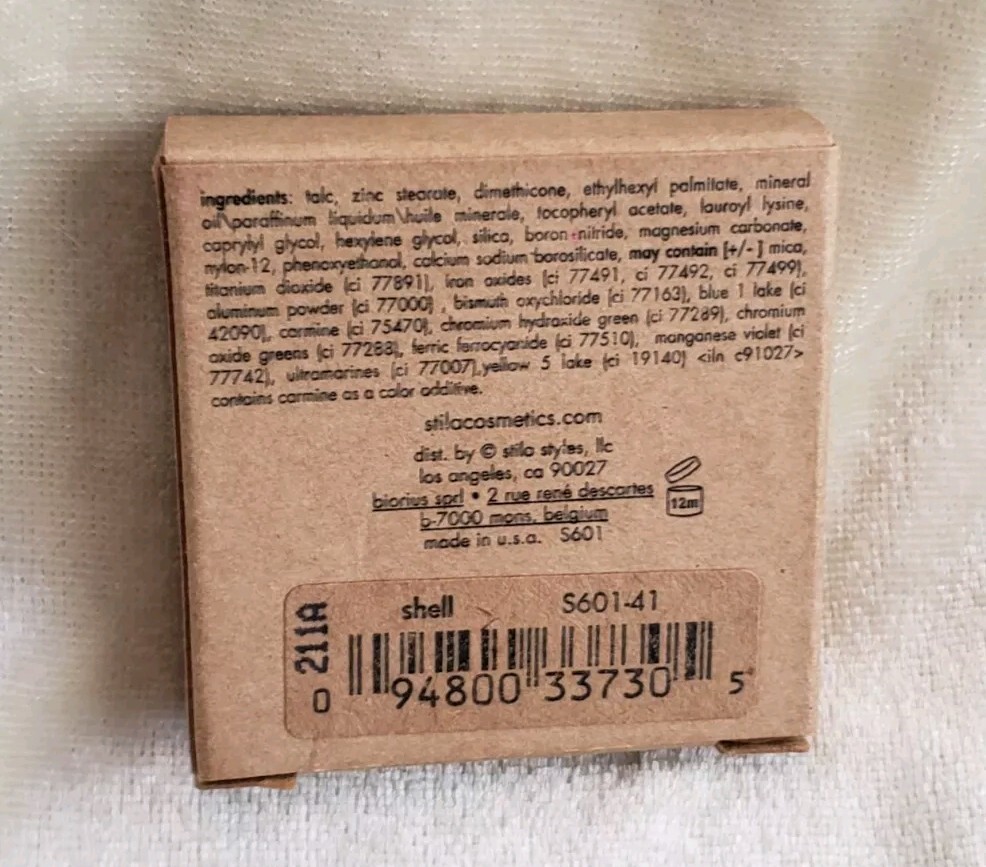 ingredients: talc, zinc stearate, dimethicone, ethylhexyl palmitate, mineral
oil\paraffinum liquidum\huile minerale, tocopheryl acetate, lauroyl lysine,
caprylyl glycol, hexylene glycol, silica, boron nitride, magnesium carbonate,
nylon-12, phenoxyethanol, calcium sodium borosilicate, may contain [+/-] mica,
titanium dioxide (ci 77891), iron oxides (ci 77491, ci 77492, ci 77499),
aluminum powder (ci 77000) , bismuth oxychloride (ci 77163), blue 1 lake (ci
42090), carmine (ci 75470), chromium hydroxide green (ci 77289), chromium
oxide greens (ci 77288), ferric ferrocyanide (ci 77510), manganese violet (ci
77742), ultramarines (ci 77007),yellow 5 lake (ci 19140) <iln c91027>
contains carmine as a color additive.
stilacosmetics.com
dist. by © stila styles, llc
los angeles, ca 90027
biorius sprl • 2 rue rené descartes
b-7000 mons, belgium
made in u.s.a. S601
12m
shell S601-41
211A
0 94800 33730 5